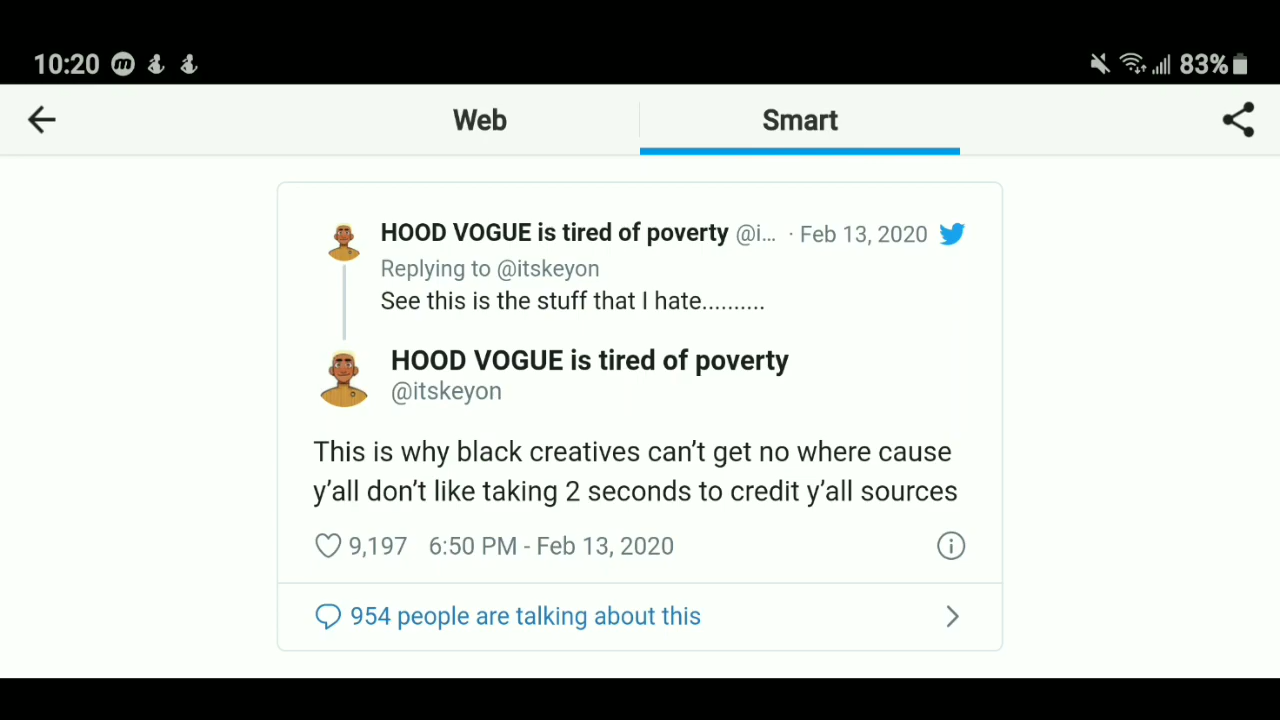 10:20 83%
Web Smart
HOOD VOGUE is tired of poverty @i... · Feb 13, 2020
Replying to @itskeyon
See this is the stuff that I hate..........
HOOD VOGUE is tired of poverty
@itskeyon
This is why black creatives can’t get no where cause
y’all don’t like taking 2 seconds to credit y’all sources
9,197 6:50 PM - Feb 13, 2020
954 people are talking about this